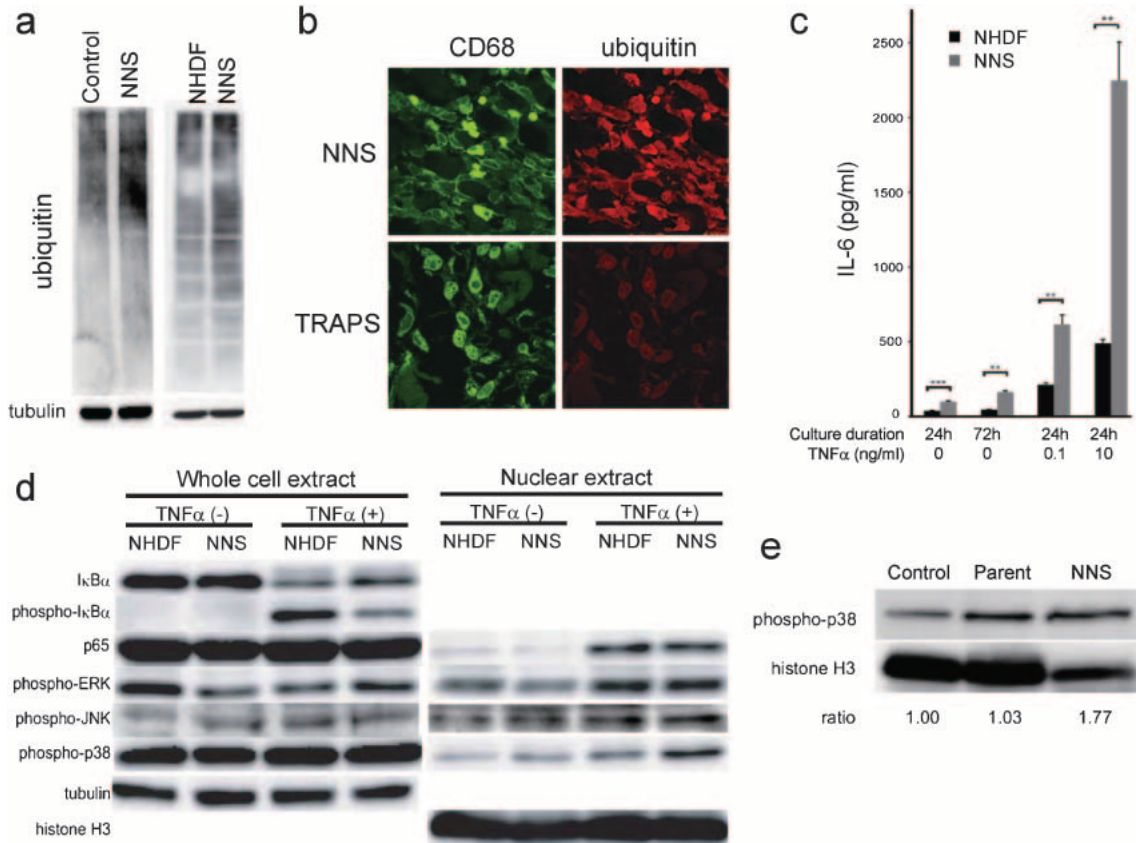 a
Control
NNS
NHDF
NNS
ubiquitin
tubulin
b
CD68
ubiquitin
NNS
TRAPS
c
NHDF
NNS
IL-6 (pg/ml)
2500
2000
1500
1000
500
0
**
**
**
***
Culture duration 24h 72h 24h 24h
TNFα (ng/ml) 0 0 0.1 10
d
Whole cell extract
Nuclear extract
TNFα (-) TNFα (+)
TNFα (-) TNFα (+)
NHDF NNS NHDF NNS
NHDF NNS NHDF NNS
IκBα
phospho-IκBα
p65
phospho-ERK
phospho-JNK
phospho-p38
tubulin
histone H3
e
Control Parent NNS
phospho-p38
histone H3
ratio 1.00 1.03 1.77